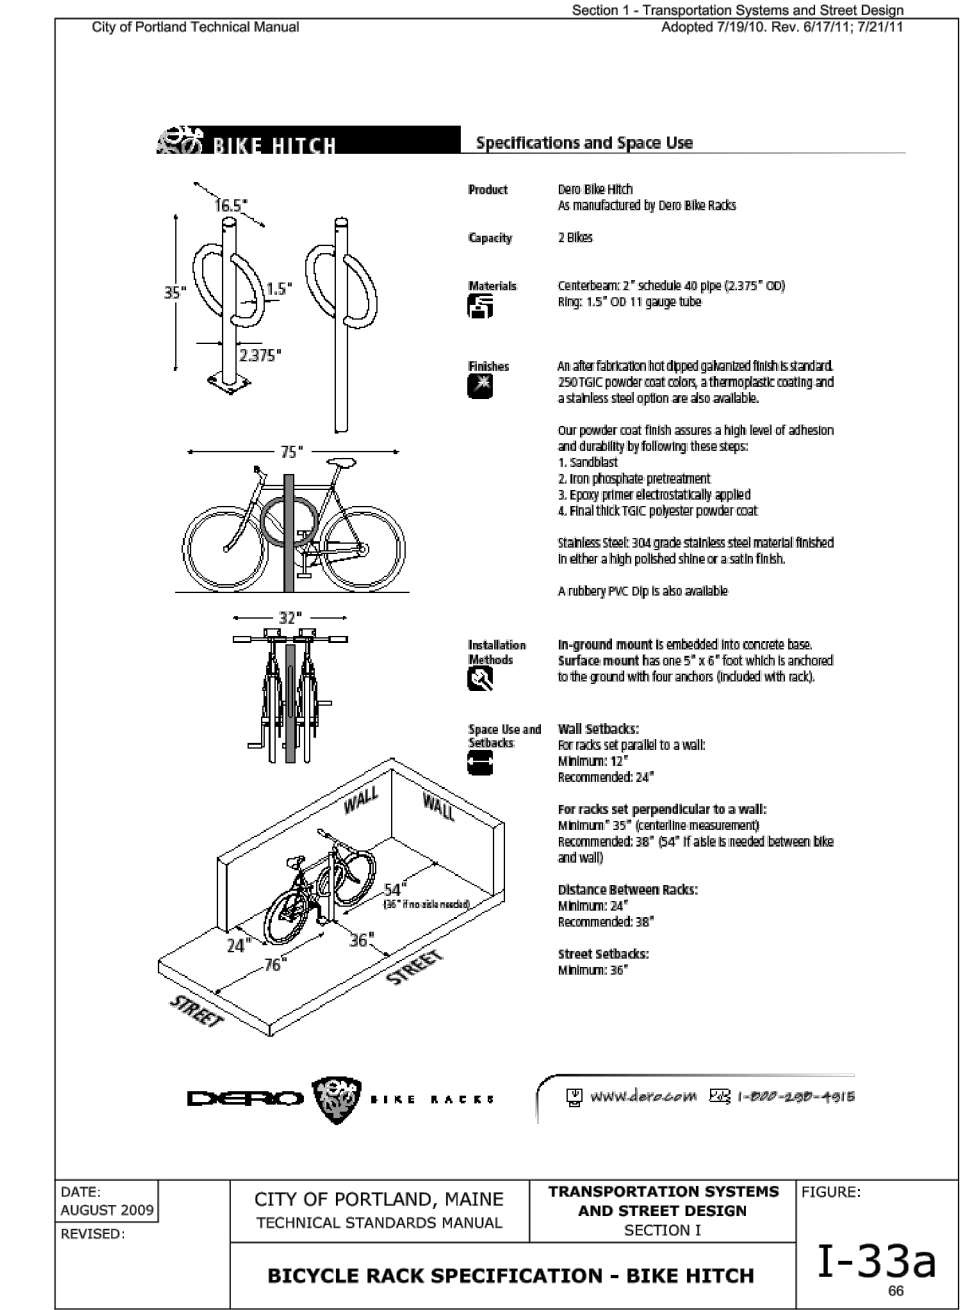 Section 1 - Transportation Systems and Street Design
City of Portland Technical Manual
Adopted 7/19/10. Rev. 6/17/11; 7/21/11
BIKE HITCH
Specifications and Space Use
16.5"
35"
1.5"
2.375"
75"
32"
WALL
WALL
54"
(36" if no aisle needed)
24"
36"
76"
STREET
STREET
Product
Dero Bike Hitch
As manufactured by Dero Bike Racks
Capacity
2 Bikes
Materials
Centerbeam: 2" schedule 40 pipe (2.375" OD)
Ring: 1.5" OD 11 gauge tube
Finishes
An after fabrication hot dipped galvanized finish is standard.
250 TGIC powder coat colors, a thermoplastic coating and
a stainless steel option are also available.
Our powder coat finish assures a high level of adhesion
and durability by following these steps:
1. Sandblast
2. Iron phosphate pretreatment
3. Epoxy primer electrostatically applied
4. Final thick TGIC polyester powder coat
Stainless Steel: 304 grade stainless steel material finished
in either a high polished shine or a satin finish.
A rubbery PVC Dip is also available
Installation
Methods
In-ground mount is embedded into concrete base.
Surface mount has one 5" x 6" foot which is anchored
to the ground with four anchors (included with rack).
Space Use and
Setbacks
Wall Setbacks:
For racks set parallel to a wall:
Minimum: 12"
Recommended: 24"
For racks set perpendicular to a wall:
Minimum" 35" (centerline measurement)
Recommended: 38" (54" if aisle is needed between bike
and wall)
Distance Between Racks:
Minimum: 24"
Recommended: 38"
Street Setbacks:
Minimum: 36"
DERO BIKE RACKS
www.dero.com 1-800-298-4915
DATE:
AUGUST 2009
REVISED:
CITY OF PORTLAND, MAINE
TECHNICAL STANDARDS MANUAL
TRANSPORTATION SYSTEMS
AND STREET DESIGN
SECTION I
FIGURE:
I-33a
BICYCLE RACK SPECIFICATION - BIKE HITCH
66